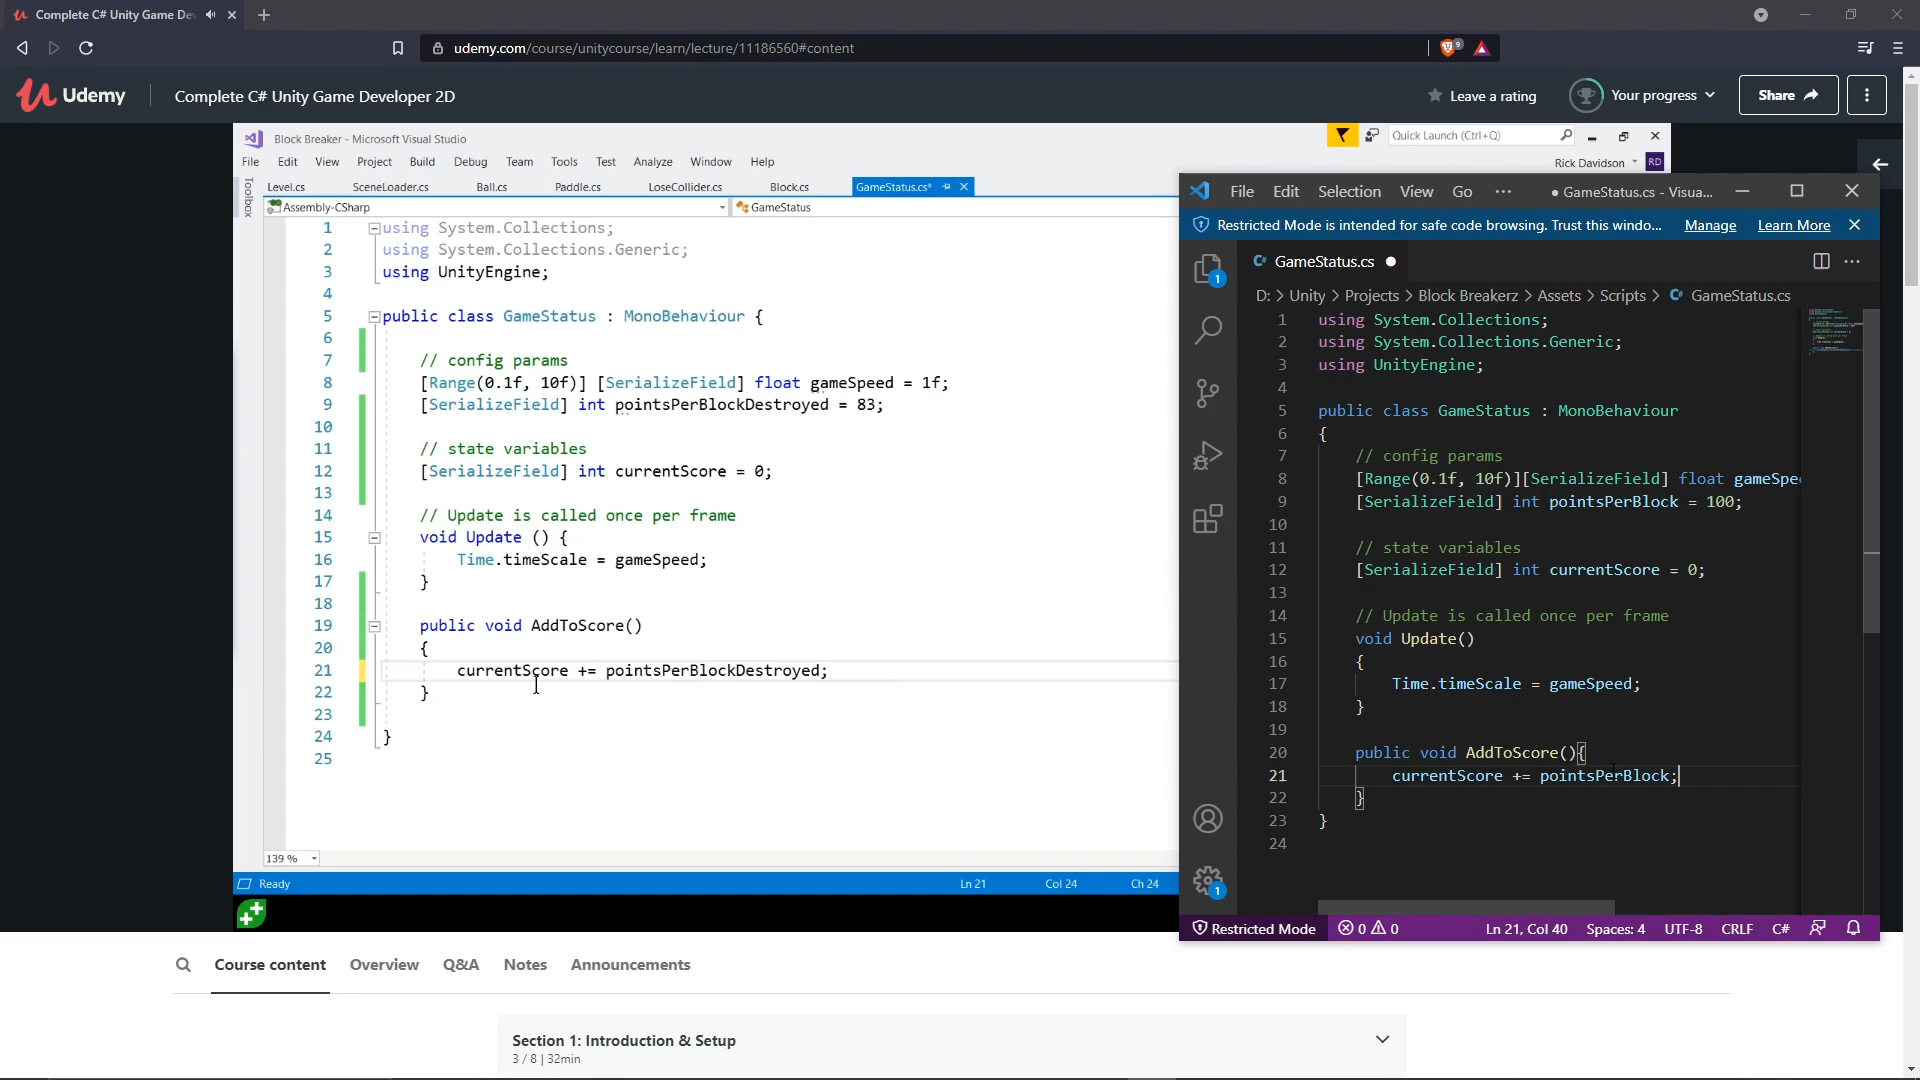 Complete C# Unity Game De
udemy.com/course/unitycourse/learn/lecture/11186560#content
9
Udemy
Complete C# Unity Game Developer 2D
Leave a rating
Your progress
Share
Block Breaker - Microsoft Visual Studio
Quick Launch (Ctrl+Q)
File Edit View Project Build Debug Team Tools Test Analyze Window Help
Rick Davidson
RD
Toolbox
Level.cs SceneLoader.cs Ball.cs Paddle.cs LoseCollider.cs Block.cs GameStatus.cs*
Assembly-CSharp
GameStatus
1 using System.Collections;
2 using System.Collections.Generic;
3 using UnityEngine;
4
5 public class GameStatus : MonoBehaviour {
6
7 // config params
8 [Range(0.1f, 10f)] [SerializeField] float gameSpeed = 1f;
9 [SerializeField] int pointsPerBlockDestroyed = 83;
10
11 // state variables
12 [SerializeField] int currentScore = 0;
13
14 // Update is called once per frame
15 void Update () {
16 Time.timeScale = gameSpeed;
17 }
18
19 public void AddToScore()
20 {
21 currentScore += pointsPerBlockDestroyed;
22 }
23
24 }
25
139 %
Ready
Ln 21 Col 24 Ch 24
File Edit Selection View Go ··· ● GameStatus.cs - Visua...
Restricted Mode is intended for safe code browsing. Trust this windo... Manage Learn More
1
GameStatus.cs
D: > Unity > Projects > Block Breakerz > Assets > Scripts > GameStatus.cs
1 using System.Collections;
2 using System.Collections.Generic;
3 using UnityEngine;
4
5 public class GameStatus : MonoBehaviour
6 {
7 // config params
8 [Range(0.1f, 10f)][SerializeField] float gameSpe
9 [SerializeField] int pointsPerBlock = 100;
10
11 // state variables
12 [SerializeField] int currentScore = 0;
13
14 // Update is called once per frame
15 void Update()
16 {
17 Time.timeScale = gameSpeed;
18 }
19
20 public void AddToScore(){
21 currentScore += pointsPerBlock;
22 }
23 }
24
1
Restricted Mode 0 0 Ln 21, Col 40 Spaces: 4 UTF-8 CRLF C#
Course content Overview Q&A Notes Announcements
Section 1: Introduction & Setup
3 / 8 | 32min